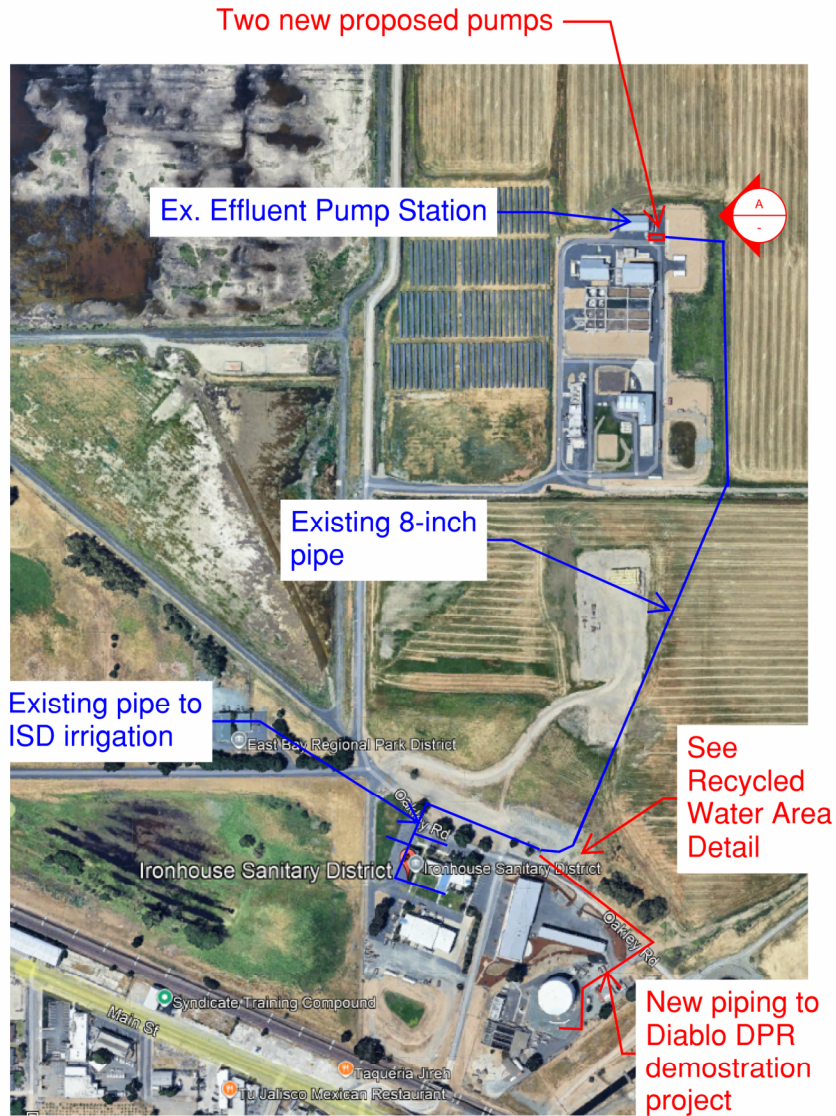 Two new proposed pumps
A
-
Ex. Effluent Pump Station
Existing 8-inch
pipe
Existing pipe to
ISD irrigation
East Bay Regional Park District
See
Recycled
Water Area
Detail
Oakley Rd
Ironhouse Sanitary District
Ironhouse Sanitary District
Oakley Rd
Syndicate Training Compound
Main St
New piping to
Diablo DPR
demostration
project
Taqueria Jireh
Tu Jalisco Mexican Restaurant